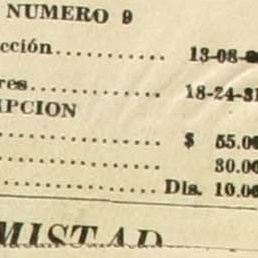 NUMERO 9
cción........... 13-08-
res............. 18-24-31
IPCION
................ $ 55.00
................ 30.00
................ Dls. 10.00
MISTAD